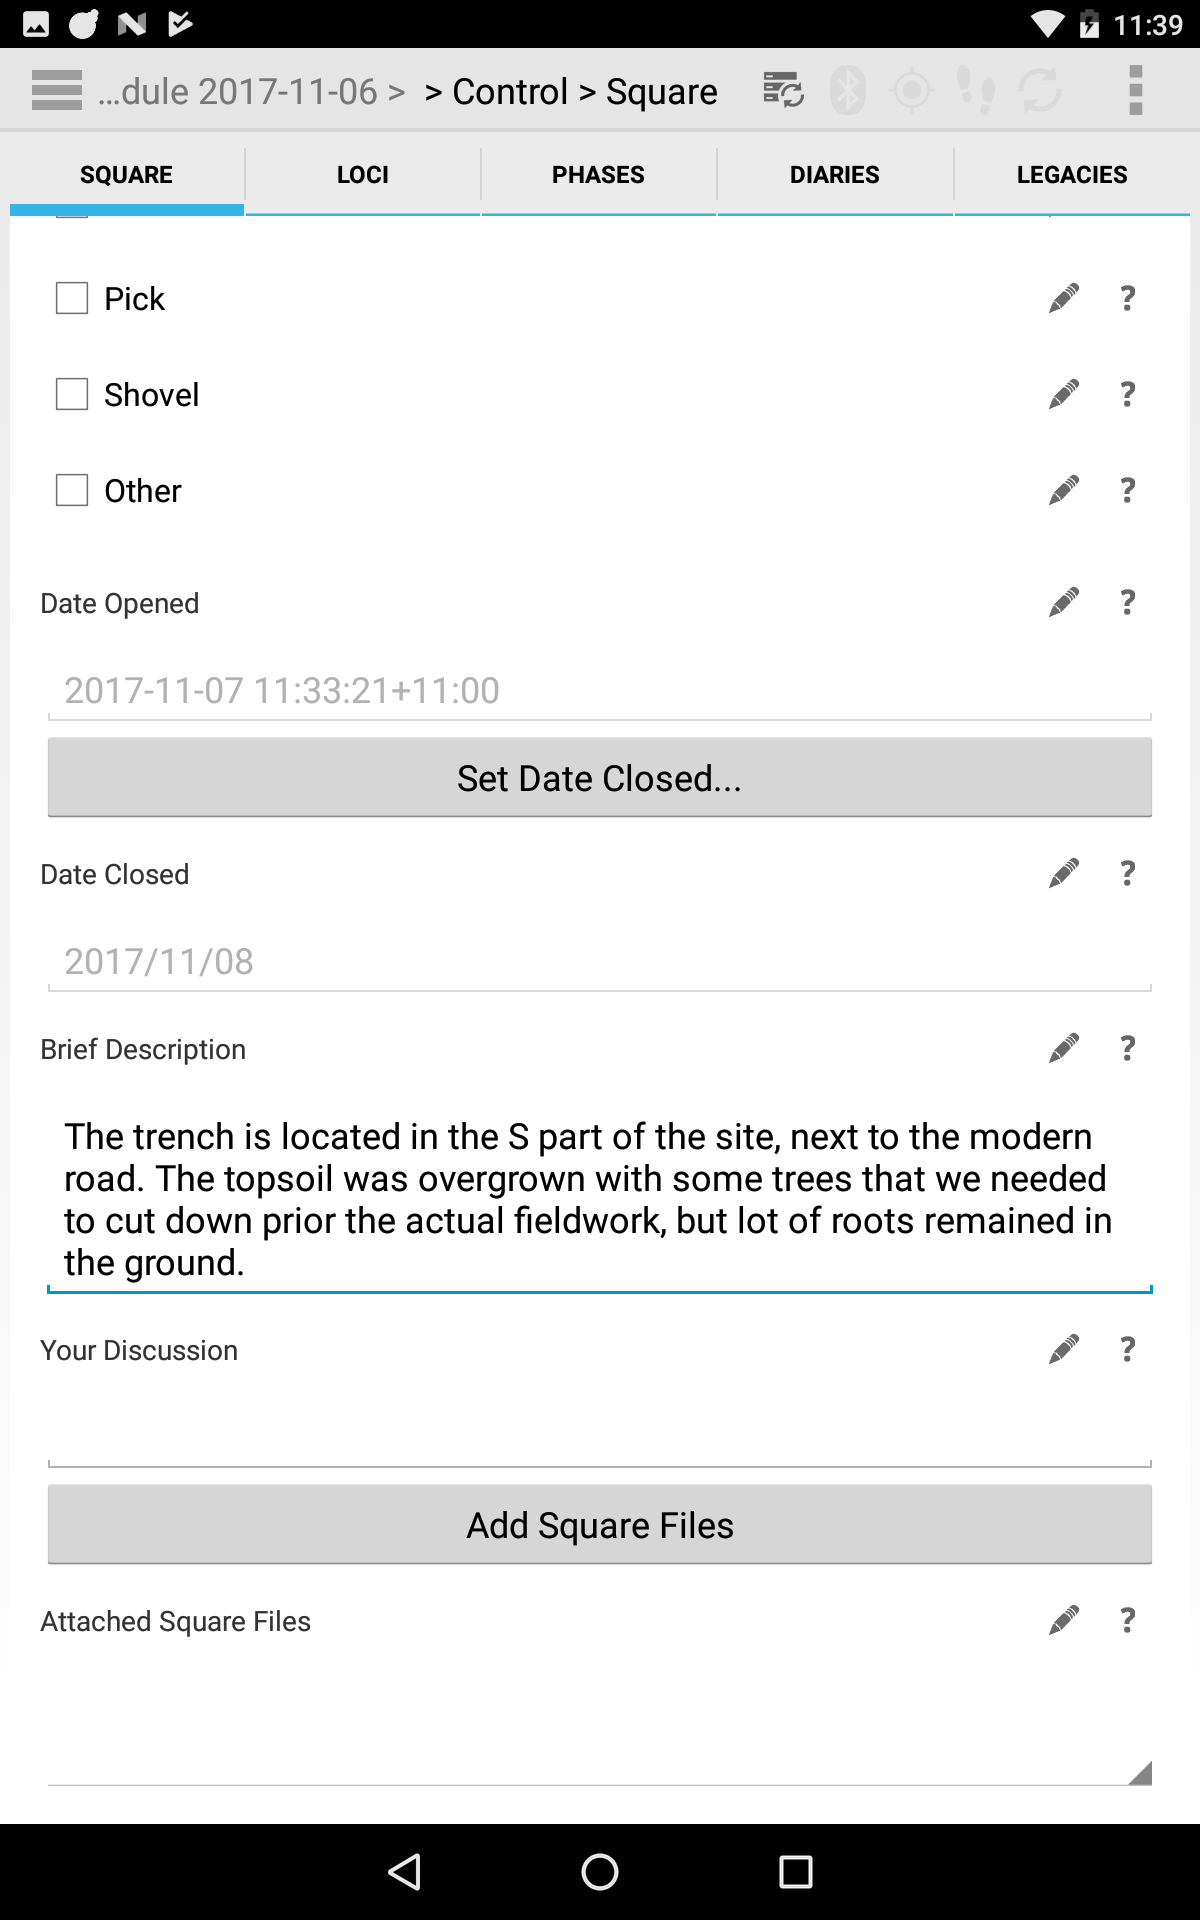 11:39
...dule 2017-11-06 > > Control > Square
SQUARE LOCI PHASES DIARIES LEGACIES
Pick ?
Shovel ?
Other ?
Date Opened ?
2017-11-07 11:33:21+11:00
Set Date Closed...
Date Closed ?
2017/11/08
Brief Description ?
The trench is located in the S part of the site, next to the modern
road. The topsoil was overgrown with some trees that we needed
to cut down prior the actual fieldwork, but lot of roots remained in
the ground.
Your Discussion ?
Add Square Files
Attached Square Files ?